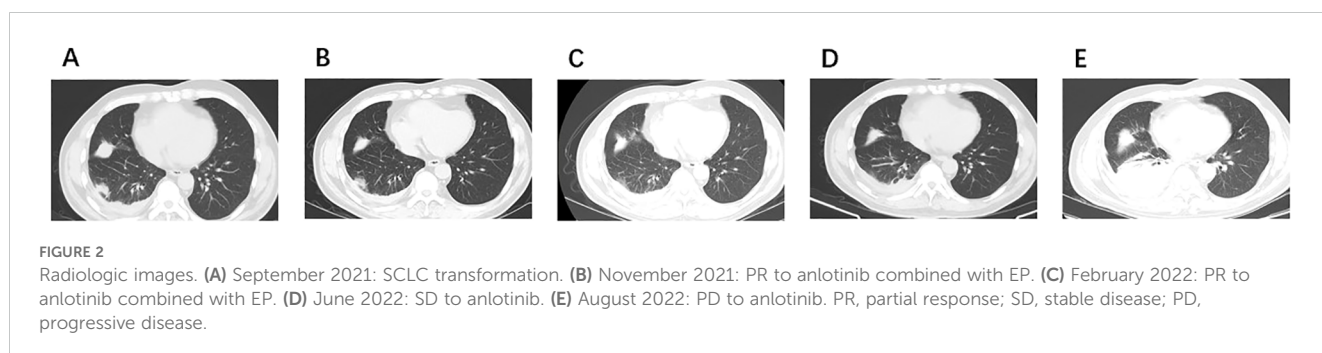 A B C D E
FIGURE 2
Radiologic images. (A) September 2021: SCLC transformation. (B) November 2021: PR to anlotinib combined with EP. (C) February 2022: PR to
anlotinib combined with EP. (D) June 2022: SD to anlotinib. (E) August 2022: PD to anlotinib. PR, partial response; SD, stable disease; PD,
progressive disease.